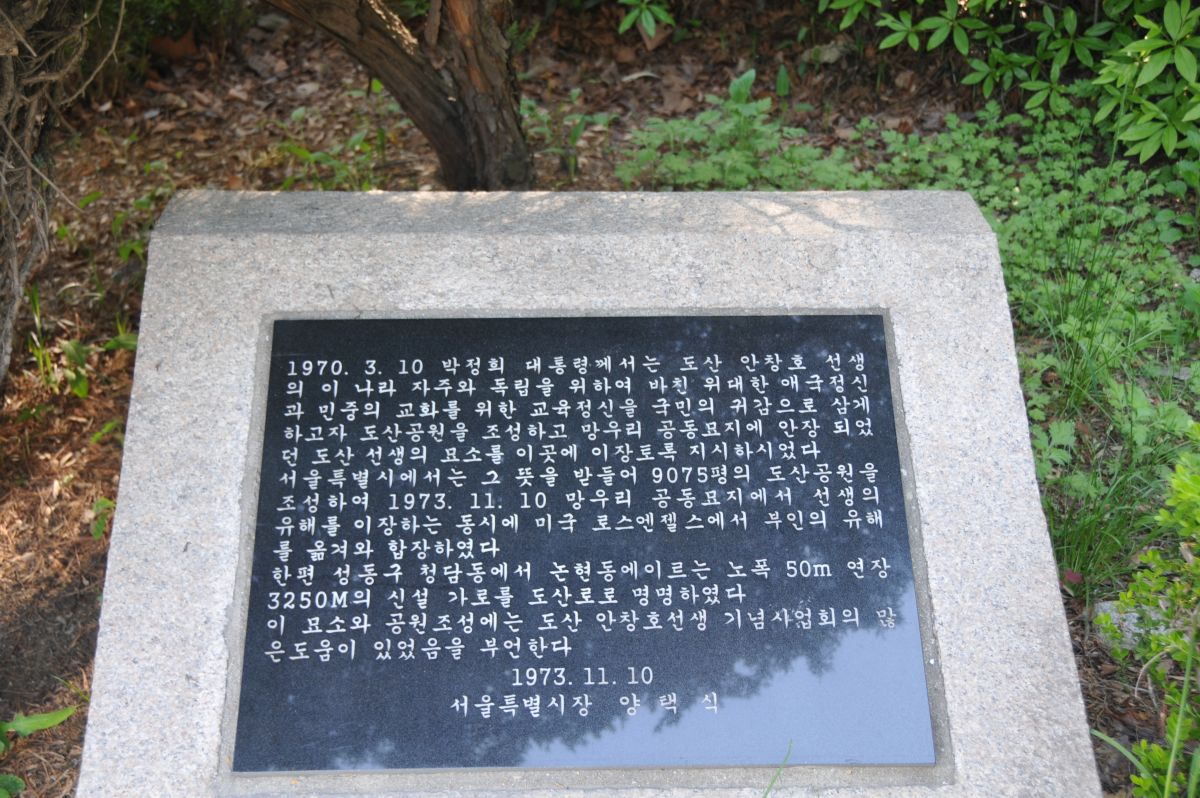 1970. 3. 10 박정희 대통령께서는 도산 안창호 선생
의 이 나라 자주와 독립을 위하여 바친 위대한 애국정신
과 민중의 교화를 위한 교육정신을 국민의 귀감으로 삼게
하고자 도산공원을 조성하고 망우리 공동묘지에 안장 되었
던 도산 선생의 묘소를 이곳에 이장토록 지시하시었다
서울특별시에서는 그 뜻을 받들어 9075평의 도산공원을
조성하여 1973. 11. 10 망우리 공동묘지에서 선생의
유해를 이장하는 동시에 미국 로스엔젤스에서 부인의 유해
를 옮겨와 합장하였다
한편 성동구 청담동에서 논현동에이르는 노폭 50m 연장
3250M의 신설 가로를 도산로로 명명하였다
이 묘소와 공원조성에는 도산 안창호선생 기념사업회의 많
은도움이 있었음을 부언한다
1973. 11. 10
서울특별시장 양 택 식